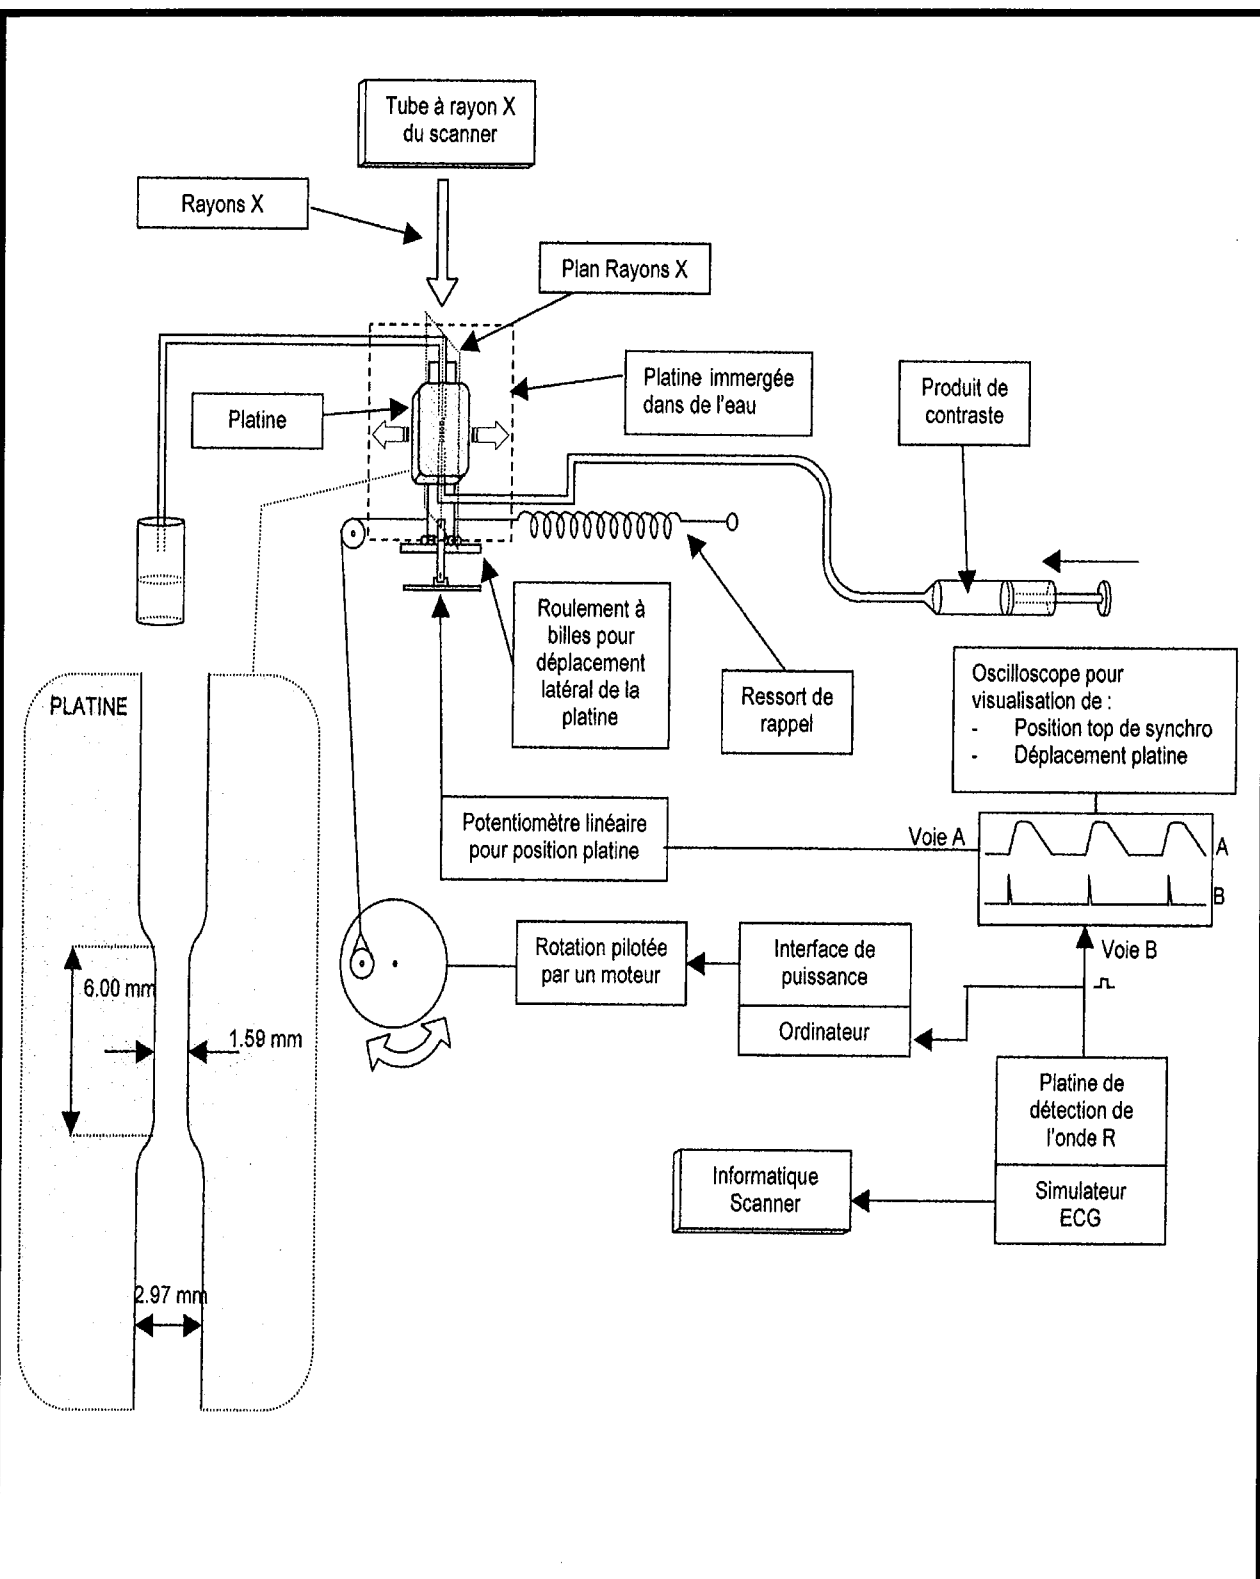 Tube à rayon X
du scanner
Rayons X
Plan Rayons X
Platine immergée
dans de l'eau
Produit de
contraste
Platine
Roulement à
billes pour
déplacement
latéral de la
platine
Ressort de
rappel
Oscilloscope pour
visualisation de :
- Position top de synchro
- Déplacement platine
PLATINE
Potentiomètre linéaire
pour position platine
Voie A
A
B
Voie B
Rotation pilotée
par un moteur
Interface de
puissance
Ordinateur
6.00 mm
1.59 mm
Platine de
détection de
l'onde R
Simulateur
ECG
Informatique
Scanner
2.97 mm